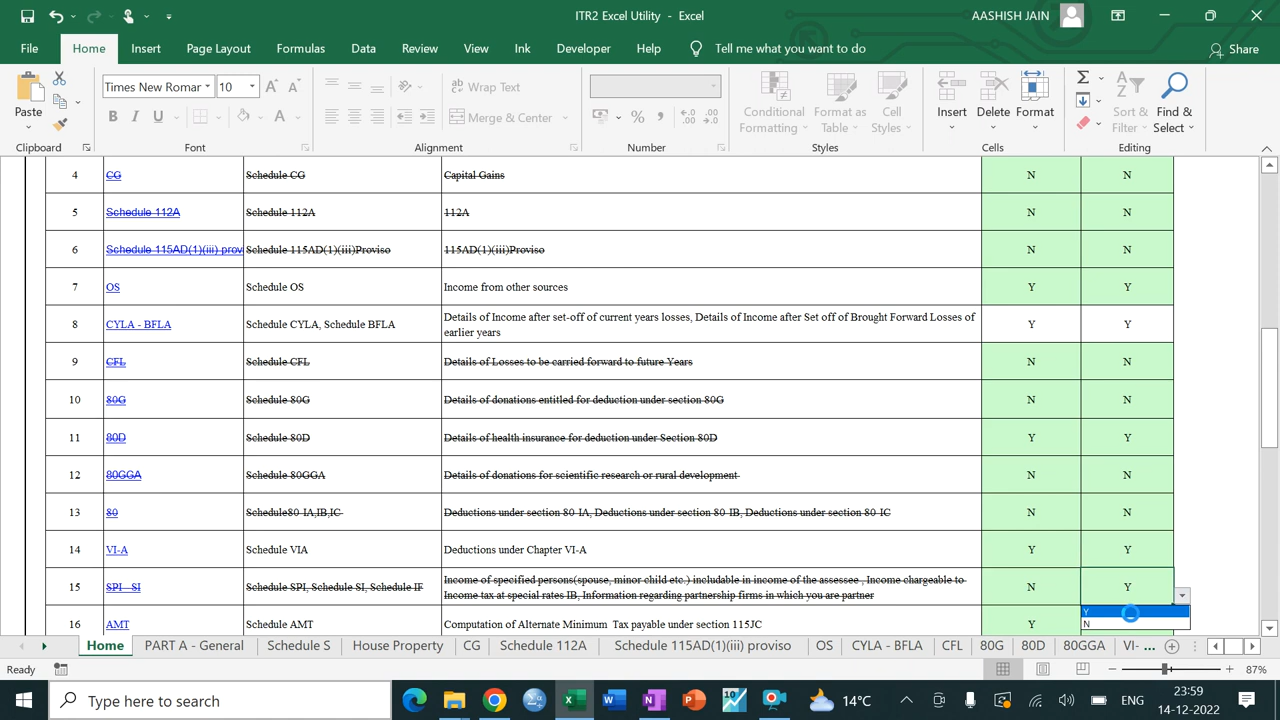 ITR2 Excel Utility - Excel
AASHISH JAIN
File Home Insert Page Layout Formulas Data Review View Ink Developer Help Tell me what you want to do
Share
Paste
Times New Romar 10
Wrap Text
Merge & Center
Conditional Formatting
Format as Table
Cell Styles
Insert
Delete
Format
Sort & Filter
Find & Select
Clipboard Font Alignment Number Styles Cells Editing
4 CG Schedule CG Capital Gains N N
5 Schedule 112A Schedule 112A 112A N N
6 Schedule 115AD(1)(iii) prov Schedule 115AD(1)(iii)Proviso 115AD(1)(iii)Proviso N N
7 OS Schedule OS Income from other sources Y Y
8 CYLA - BFLA Schedule CYLA, Schedule BFLA Details of Income after set-off of current years losses, Details of Income after Set off of Brought Forward Losses of
earlier years Y Y
9 CFL Schedule CFL Details of Losses to be carried forward to future Years N N
10 80G Schedule 80G Details of donations entitled for deduction under section 80G N N
11 80D Schedule 80D Details of health insurance for deduction under Section 80D Y Y
12 80GGA Schedule 80GGA Details of donations for scientific research or rural development N N
13 80 Schedule80-IA,IB,IC Deductions under section 80-IA, Deductions under section 80-IB, Deductions under section 80-IC N N
14 VI-A Schedule VIA Deductions under Chapter VI-A Y Y
15 SPI - SI Schedule SPI, Schedule SI, Schedule IF Income of specified persons(spouse, minor child etc.) includable in income of the assessee , Income chargeable to
Income tax at special rates IB, Information regarding partnership firms in which you are partner N Y
Y
N
16 AMT Schedule AMT Computation of Alternate Minimum Tax payable under section 115JC Y
Home PART A - General Schedule S House Property CG Schedule 112A Schedule 115AD(1)(iii) proviso OS CYLA - BFLA CFL 80G 80D 80GGA VI- ...
Ready
87%
Type here to search
10
14°C
ENG
23:59
14-12-2022